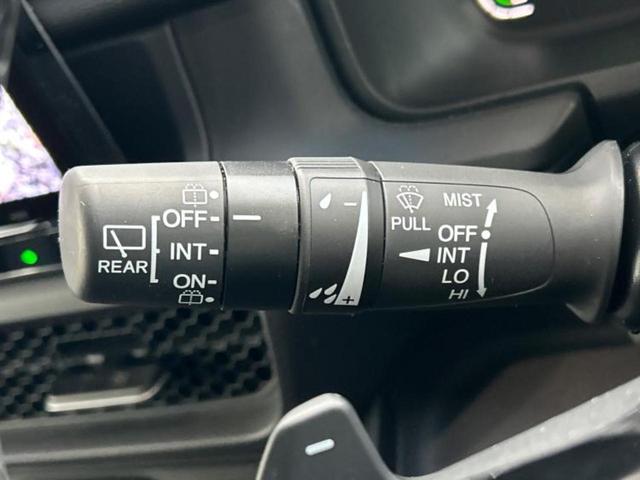 REAR
OFF
INT
ON
−
+
PULL
MIST
OFF
INT
LO
HI